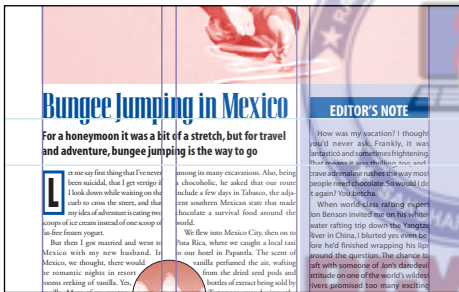 Bungee Jumping in Mexico
For a honeymoon it was a bit of a stretch, but for travel
and adventure, bungee jumping is the way to go
Let me say first thing that I've never
been suicidal, that I get vertigo if
I look down while waiting on the
curb to cross the street, and that
my idea of adventure is eating two
scoops of ice cream instead of one scoop of
fat-free frozen yogurt.
But then I got married and went to
Mexico with my new husband. In
Mexico, we thought, there would
be romantic nights in resort
rooms reeking of vanilla. Yes,
among its many excarsations. Also, being
a chocoholic, he asked that our route
include a few days in Tabasco, the adja-
cent southern Mexican state that made
chocolate a survival food around the
world.
We flew into Mexico City, then on to
Poza Rica, where we caught a local taxi
to our hotel in Papantla. The scent of
vanilla perfumed the air, wafting
from the dried seed pods and
bottles of extract being sold by
EDITOR'S NOTE
How was my vacation? I thought
you'd never ask. Frankly, it was
fantastico and sometimes frightening.
That means it was thrilling too and I
crave adrenaline rushes the way most
people need chocolate. So would I do
it again? You betcha.
When world-class rafting expert
Jon Benson invited me on his white-
water rafting trip down the Yangtze
River in China, I blurted yes even be-
fore he'd finished wrapping his lips
around the question. The chance to
raft with someone of Jon's daredevil
attitude on one of the world's wildest
rivers promised too many exciting